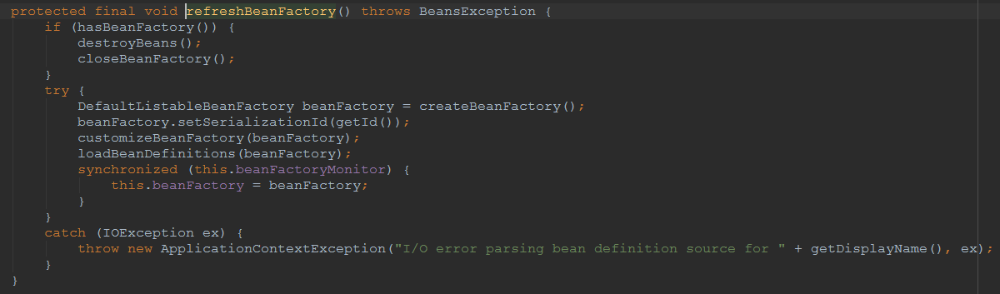 protected final void refreshBeanFactory() throws BeansException {
if (hasBeanFactory()) {
destroyBeans();
closeBeanFactory();
}
try {
DefaultListableBeanFactory beanFactory = createBeanFactory();
beanFactory.setSerializationId(getId());
customizeBeanFactory(beanFactory);
loadBeanDefinitions(beanFactory);
synchronized (this.beanFactoryMonitor) {
this.beanFactory = beanFactory;
}
}
catch (IOException ex) {
throw new ApplicationContextException("I/O error parsing bean definition source for " + getDisplayName(), ex);
}
}